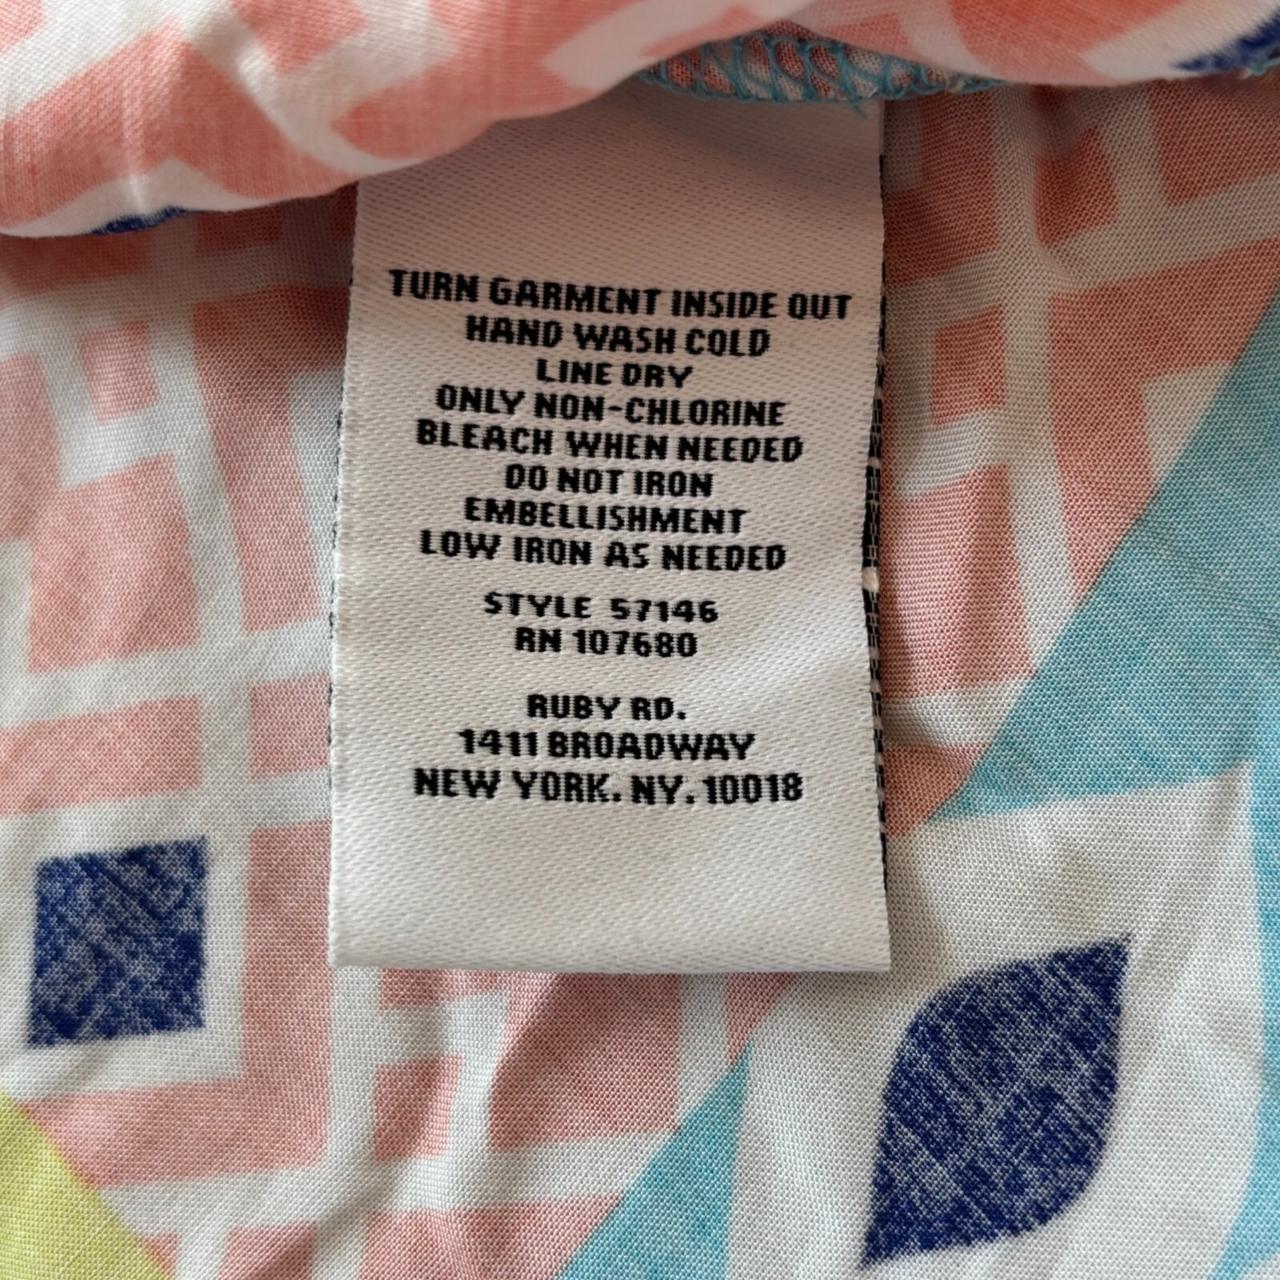 TURN GARMENT INSIDE OUT
HAND WASH COLD
LINE DRY
ONLY NON-CHLORINE
BLEACH WHEN NEEDED
DO NOT IRON
EMBELLISHMENT
LOW IRON AS NEEDED
STYLE 57146
RN 107680
RUBY RD.
1411 BROADWAY
NEW YORK. NY. 10018